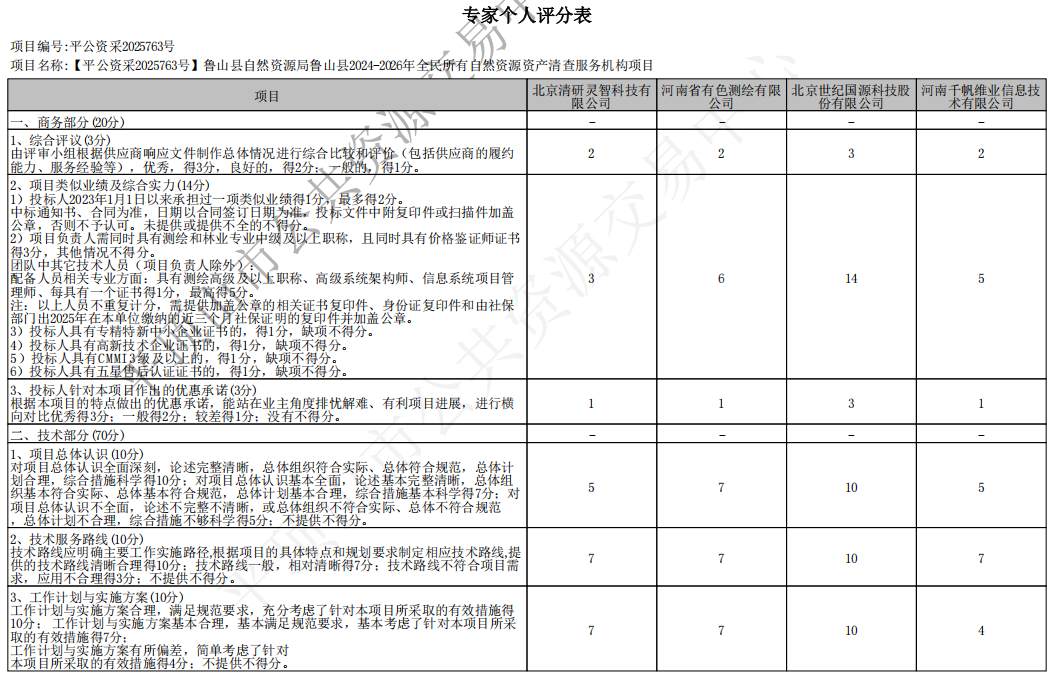 专家个人评分表
项目编号:平公资采2025763号
项目名称:【平公资采2025763号】鲁山县自然资源局鲁山县2024-2026年全民所有自然资源资产清查服务机构项目
项目
北京清研灵智科技有
限公司
河南省有色测绘有限
公司
北京世纪国源科技股
份有限公司
河南千帆维业信息技
术有限公司
一、商务部分(20分)
-
-
-
-
1、综合评议(3分)
由评审小组根据供应商响应文件制作总体情况进行综合比较和评价（包括供应商的履约
能力、服务经验等），优秀，得3分，良好的，得2分；一般的，得1分。
2
2
3
2
2、项目类似业绩及综合实力(14分)
1）投标人2023年1月1日以来承担过一项类似业绩得1分，最多得2分。
中标通知书、合同为准，日期以合同签订日期为准。投标文件中附复印件或扫描件加盖
公章，否则不予认可。未提供或提供不全的不得分。
2）项目负责人需同时具有测绘和林业专业中级及以上职称，且同时具有价格鉴证师证书
得3分，其他情况不得分。
团队中其它技术人员（项目负责人除外）：
配备人员相关专业方面：具有测绘高级及以上职称、高级系统架构师、信息系统项目管
理师、每具有一个证书得1分，最高得5分。
注：以上人员不重复计分，需提供加盖公章的相关证书复印件、身份证复印件和由社保
部门出2025年在本单位缴纳的近三个月社保证明的复印件并加盖公章。
3）投标人具有专精特新中小企业证书的，得1分，缺项不得分。
4）投标人具有高新技术企业证书的，得1分，缺项不得分。
5）投标人具有CMMI3级及以上的，得1分，缺项不得分。
6）投标人具有五星售后认证证书的，得1分，缺项不得分。
3
6
14
5
3、投标人针对本项目作出的优惠承诺(3分)
根据本项目的特点做出的优惠承诺，能站在业主角度排忧解难、有利项目进展，进行横
向对比优秀得3分；一般得2分；较差得1分；没有不得分。
1
1
3
1
二、技术部分(70分)
-
-
-
-
1、项目总体认识(10分)
对项目总体认识全面深刻，论述完整清晰，总体组织符合实际、总体符合规范，总体计
划合理，综合措施科学得10分；对项目总体认识基本全面，论述基本完整清晰，总体组
织基本符合实际、总体基本符合规范，总体计划基本合理，综合措施基本科学得7分；对
项目总体认识不全面，论述不完整不清晰，或总体组织不符合实际、总体不符合规范
，总体计划不合理，综合措施不够科学得5分；不提供不得分。
5
7
10
5
2、技术服务路线(10分)
技术路线应明确主要工作实施路径,根据项目的具体特点和规划要求制定相应技术路线,提
供的技术路线清晰合理得10分；技术路线一般，相对清晰得7分；技术路线不符合项目需
求，应用不合理得3分；不提供不得分。
7
7
10
7
3、工作计划与实施方案(10分)
工作计划与实施方案合理，满足规范要求，充分考虑了针对本项目所采取的有效措施得
10分； 工作计划与实施方案基本合理，基本满足规范要求，基本考虑了针对本项目所采
取的有效措施得7分；
工作计划与实施方案有所偏差，简单考虑了针对
本项目所采取的有效措施得4分；不提供不得分。
7
7
10
4